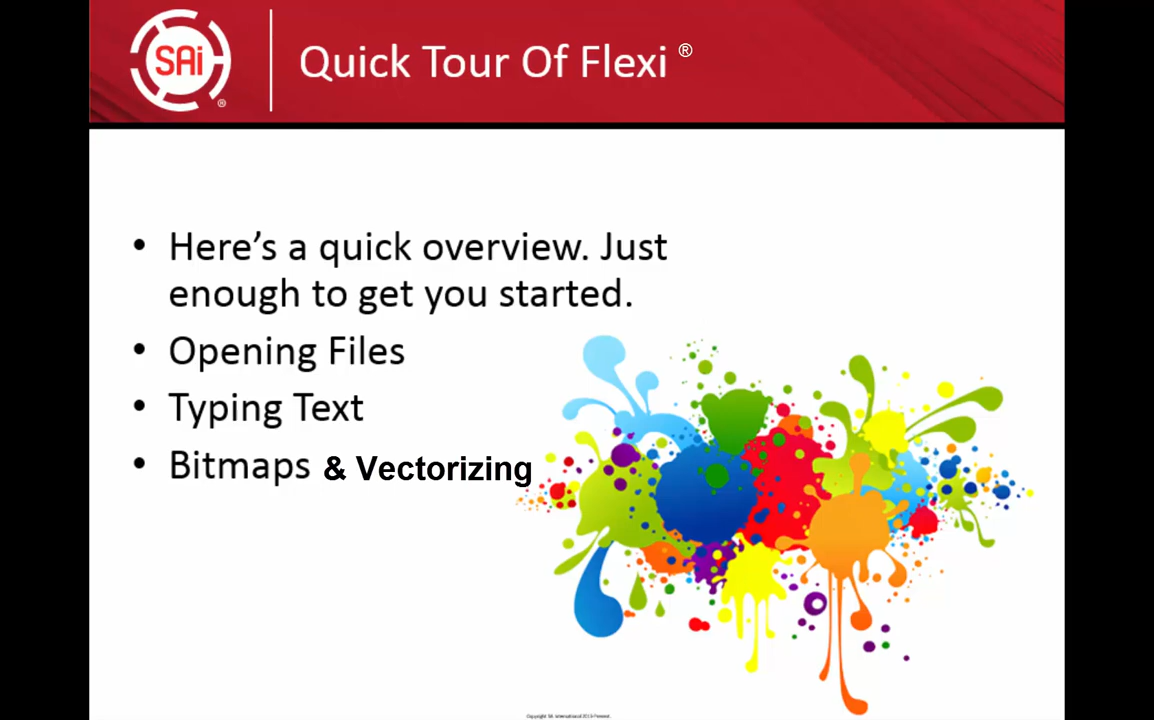 SAi
®
Quick Tour Of Flexi ®
• Here’s a quick overview. Just
enough to get you started.
• Opening Files
• Typing Text
• Bitmaps & Vectorizing